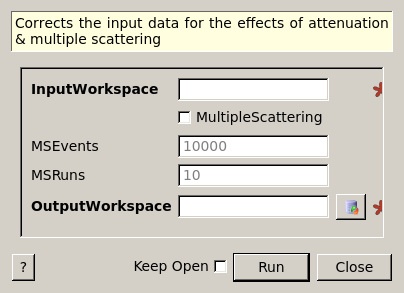 Corrects the input data for the effects of attenuation
& multiple scattering
InputWorkspace
MultipleScattering
MSEvents 10000
MSRuns 10
OutputWorkspace
? Keep Open Run Close